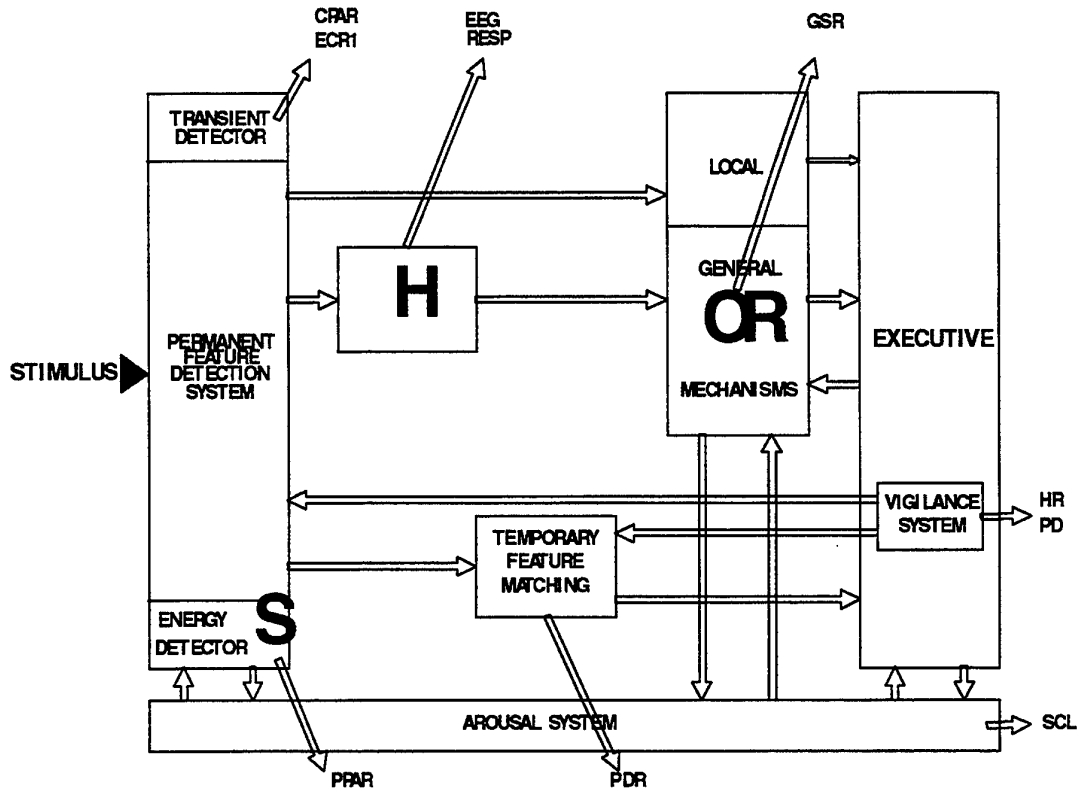 CPAR
ECR1
EEG
RESP
GSR
TRANSIENT
DETECTOR
LOCAL
H
GENERAL
OR
MECHANISMS
EXECUTIVE
STIMULUS
PERMANENT
FEATURE
DETECTION
SYSTEM
VIGILANCE
SYSTEM
HR
PD
TEMPORARY
FEATURE
MATCHING
ENERGY
DETECTOR
S
AROUSAL SYSTEM
SCL
PPAR
PDR